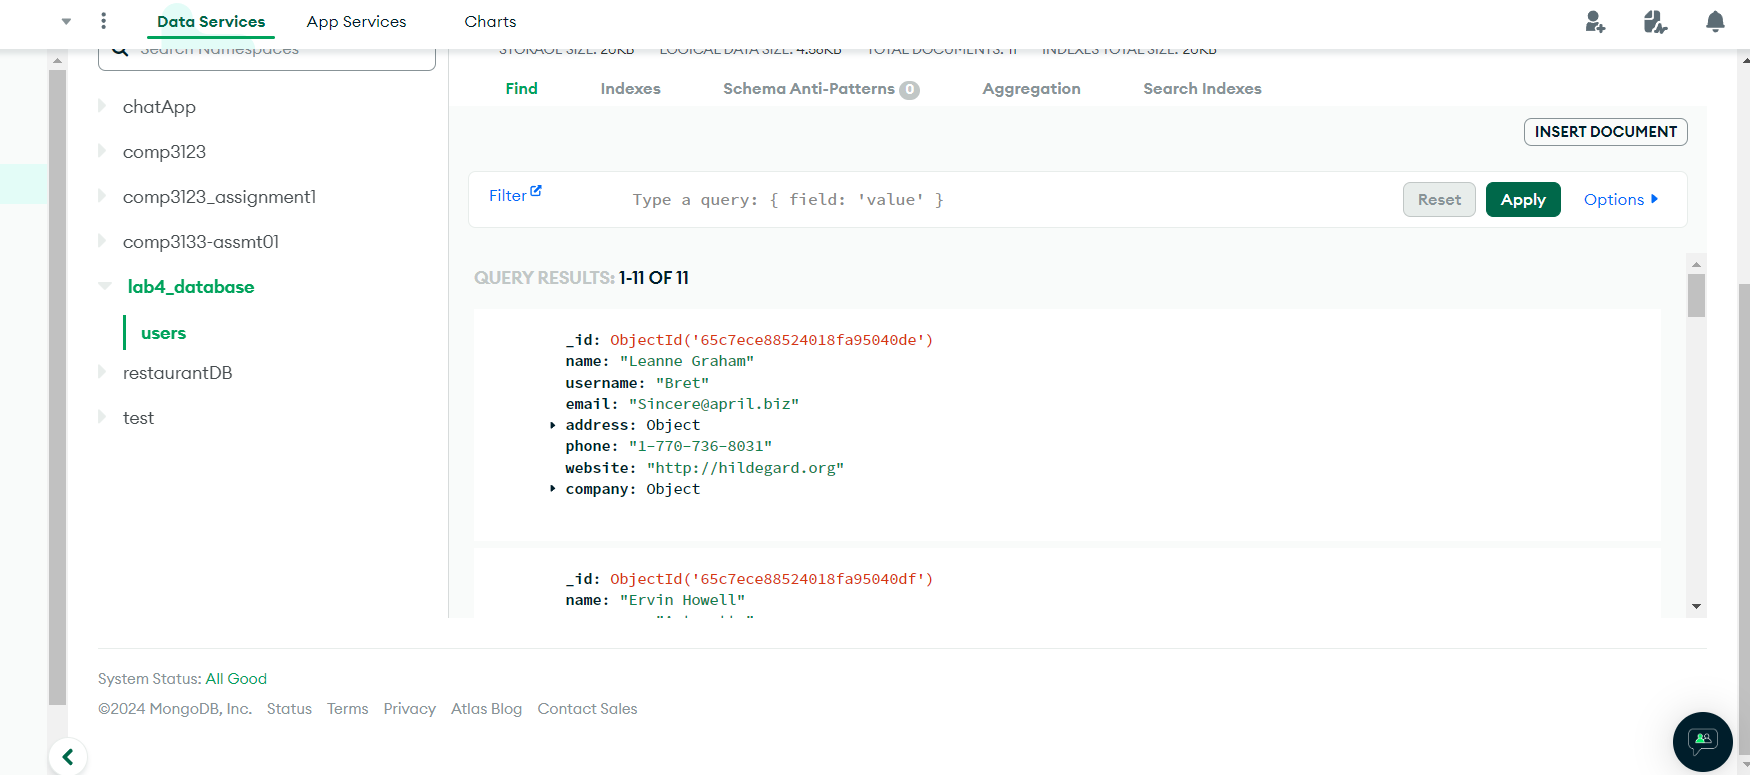 Data Services
App Services
Charts
Search Namespaces
STORAGE SIZE: 20KB LOGICAL DATA SIZE: 4.58KB TOTAL DOCUMENTS: 11 INDEXES TOTAL SIZE: 20KB
Find
Indexes
Schema Anti-Patterns 0
Aggregation
Search Indexes
chatApp
comp3123
comp3123_assignment1
comp3133-assmt01
lab4_database
users
restaurantDB
test
INSERT DOCUMENT
Filter
Type a query: { field: 'value' }
Reset
Apply
Options
QUERY RESULTS: 1-11 OF 11
_id: ObjectId('65c7ece88524018fa95040de')
name: "Leanne Graham"
username: "Bret"
email: "Sincere@april.biz"
address: Object
phone: "1-770-736-8031"
website: "http://hildegard.org"
company: Object
_id: ObjectId('65c7ece88524018fa95040df')
name: "Ervin Howell"
System Status: All Good
©2024 MongoDB, Inc. Status Terms Privacy Atlas Blog Contact Sales